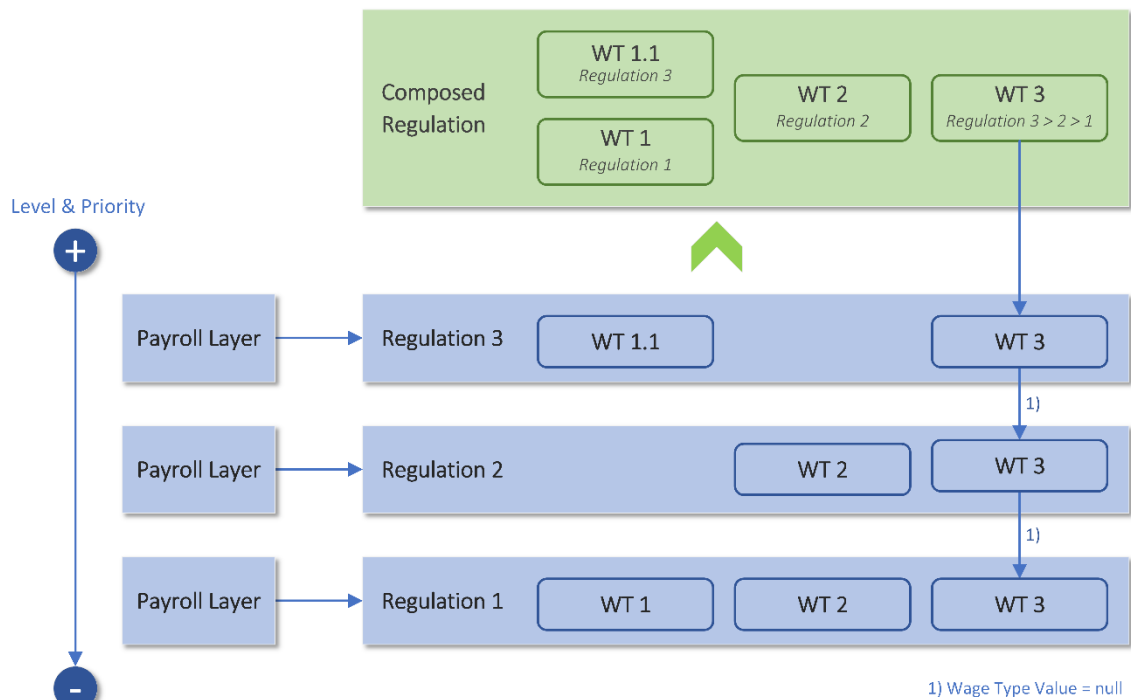 Composed
Regulation
WT 1.1
Regulation 3
WT 1
Regulation 1
WT 2
Regulation 2
WT 3
Regulation 3 > 2 > 1
Level & Priority
+
Payroll Layer
Regulation 3
WT 1.1
WT 3
1)
Payroll Layer
Regulation 2
WT 2
WT 3
1)
Payroll Layer
Regulation 1
WT 1
WT 2
WT 3
-
1) Wage Type Value = null